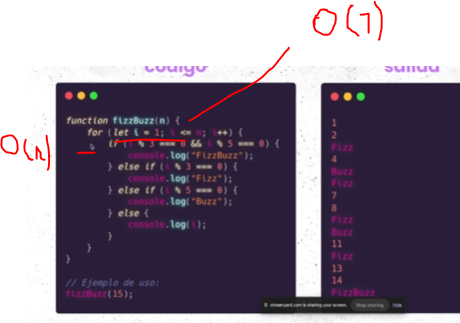 O(1)
código
salida
function fizzBuzz(n) {
for (let i = 1; i <= n; i++) {
O(n)
if (i % 3 === 0 && i % 5 === 0) {
console.log("FizzBuzz");
} else if (i % 3 === 0) {
console.log("Fizz");
} else if (i % 5 === 0) {
console.log("Buzz");
} else {
console.log(i);
}
}
}
// Ejemplo de uso:
fizzBuzz(15);
1
2
Fizz
4
Buzz
Fizz
7
8
Fizz
Buzz
11
Fizz
13
14
FizzBuzz
streamyard.com is sharing your screen.
Stop sharing
Hide